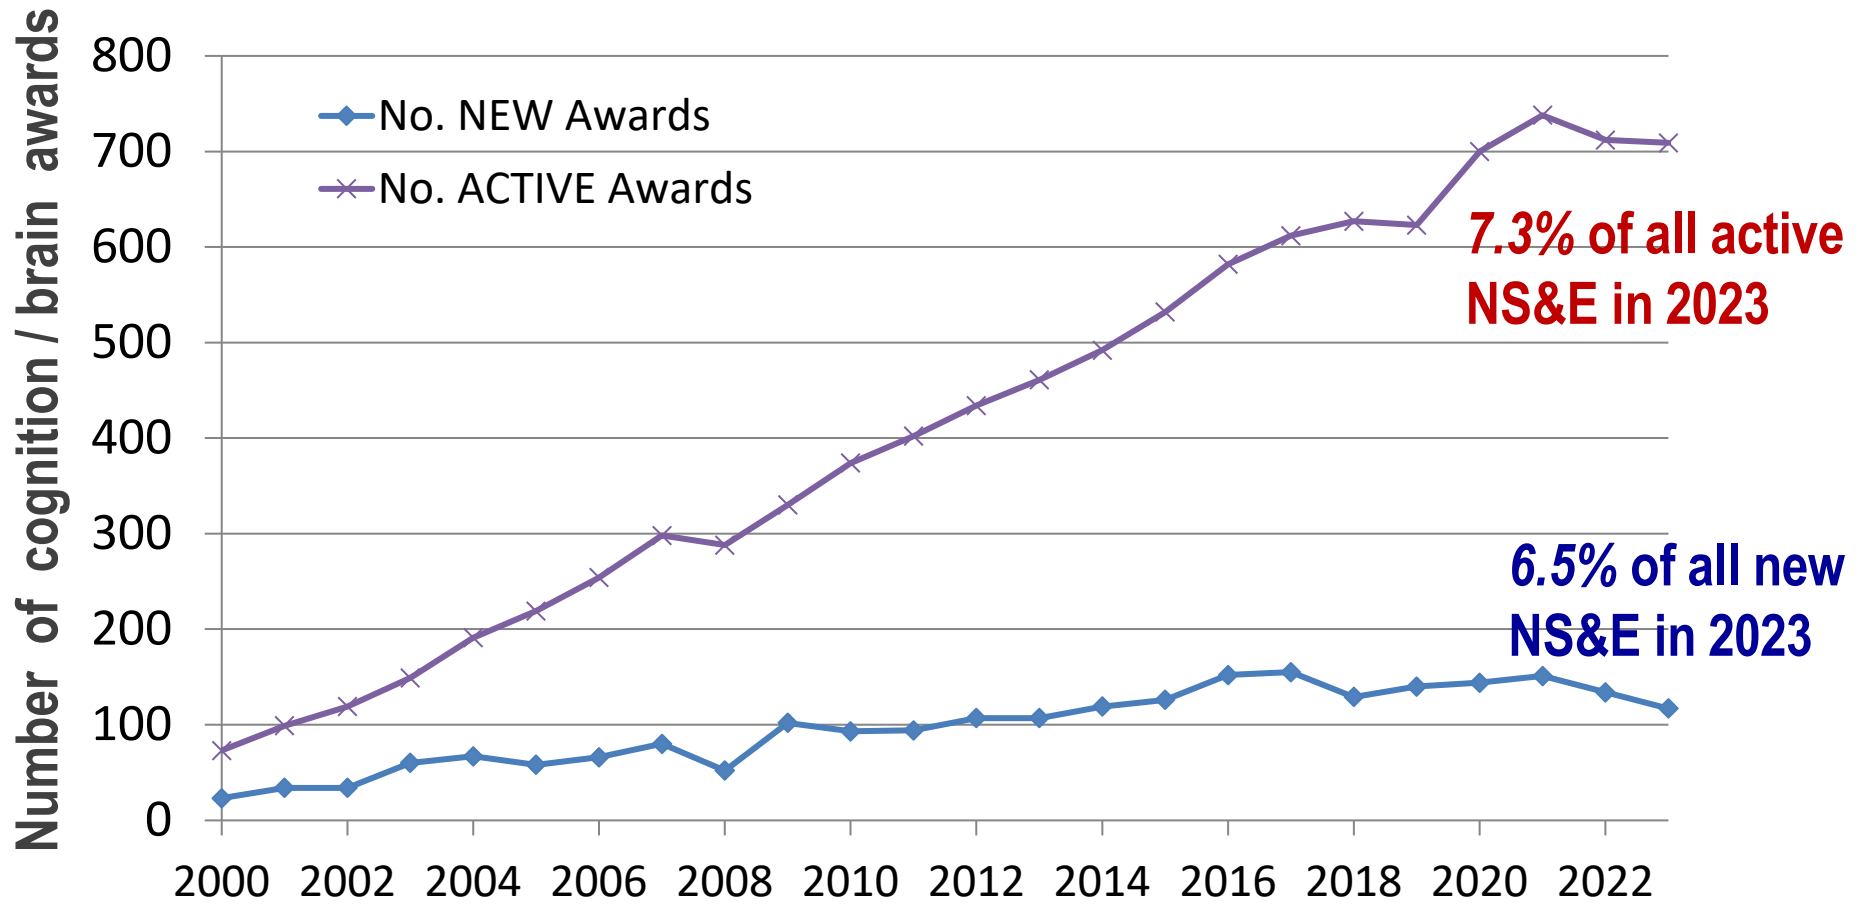 Number of cognition / brain awards
800
700
600
500
400
300
200
100
0
No. NEW Awards
No. ACTIVE Awards
7.3% of all active
NS&E in 2023
6.5% of all new
NS&E in 2023
2000 2002 2004 2006 2008 2010 2012 2014 2016 2018 2020 2022